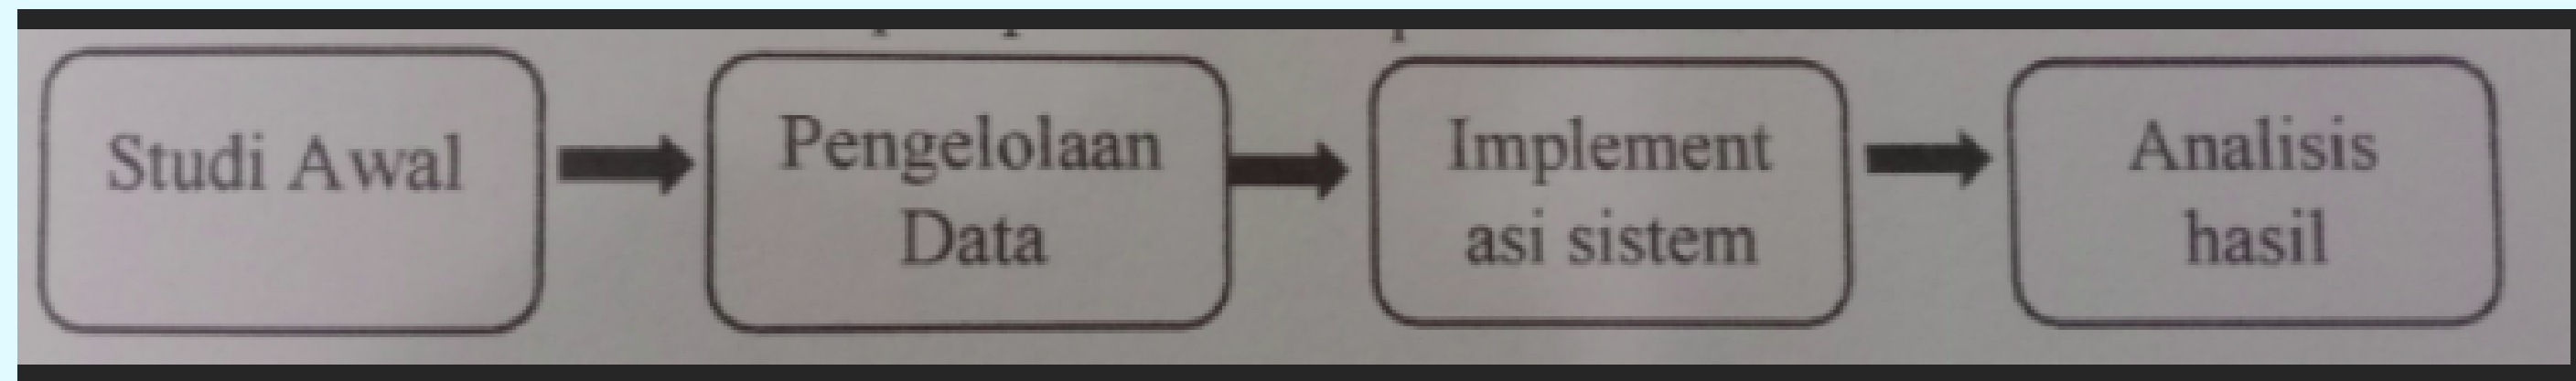 Studi Awal
Pengelolaan
Data
Implement
asi sistem
Analisis
hasil